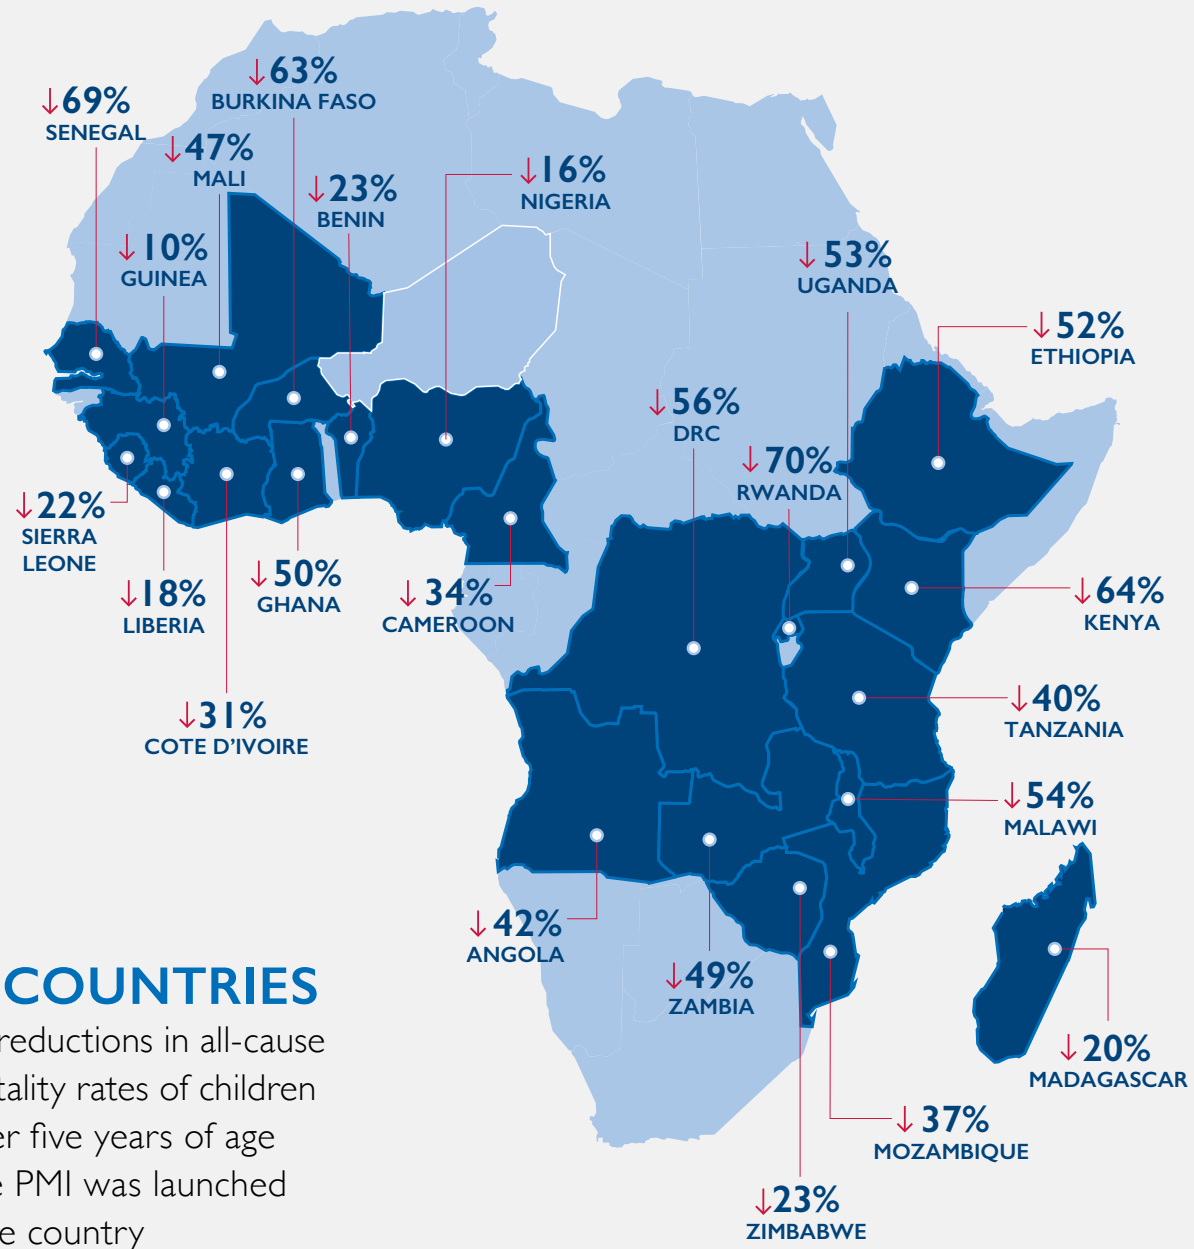 ↓63%
BURKINA FASO
↓69%
SENEGAL
↓47%
MALI
↓16%
NIGERIA
↓23%
BENIN
↓10%
GUINEA
↓53%
UGANDA
↓52%
ETHIOPIA
↓56%
DRC
↓70%
RWANDA
↓22%
SIERRA
LEONE
↓50%
GHANA
↓18%
LIBERIA
↓34%
CAMEROON
↓64%
KENYA
↓31%
COTE D'IVOIRE
↓40%
TANZANIA
↓54%
MALAWI
↓42%
ANGOLA
↓49%
ZAMBIA
↓20%
MADAGASCAR
↓37%
MOZAMBIQUE
↓23%
ZIMBABWE
COUNTRIES
reductions in all-cause
tality rates of children
er five years of age
e PMI was launched
e country